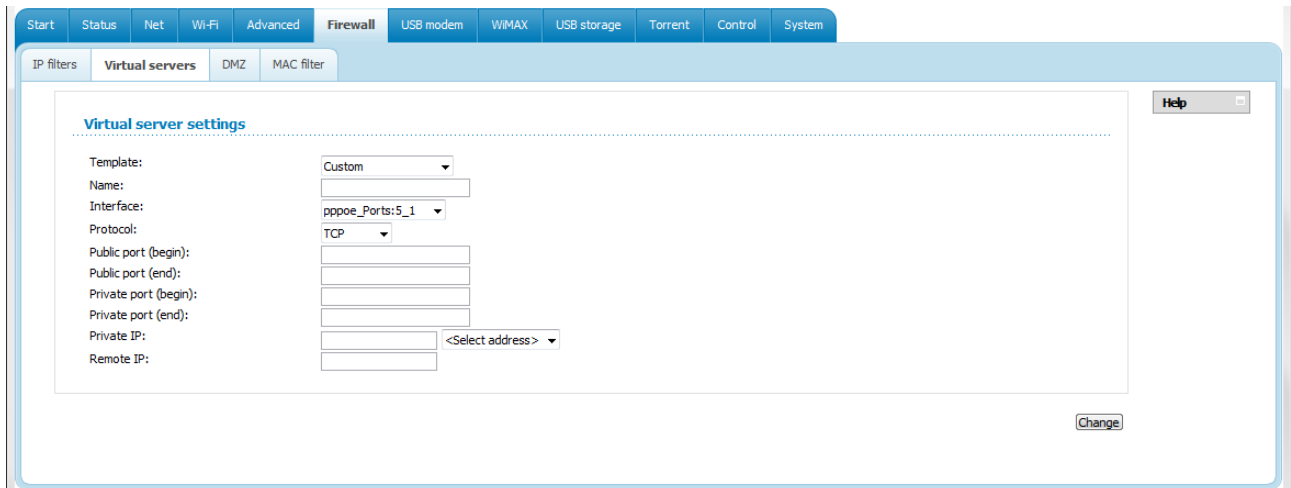 Start Status Net Wi-Fi Advanced Firewall USB modem WiMAX USB storage Torrent Control System
IP filters Virtual servers DMZ MAC filter
Help
Virtual server settings
Template: Custom
Name:
Interface: pppoe_Ports:5_1
Protocol: TCP
Public port (begin):
Public port (end):
Private port (begin):
Private port (end):
Private IP: <Select address>
Remote IP:
Change